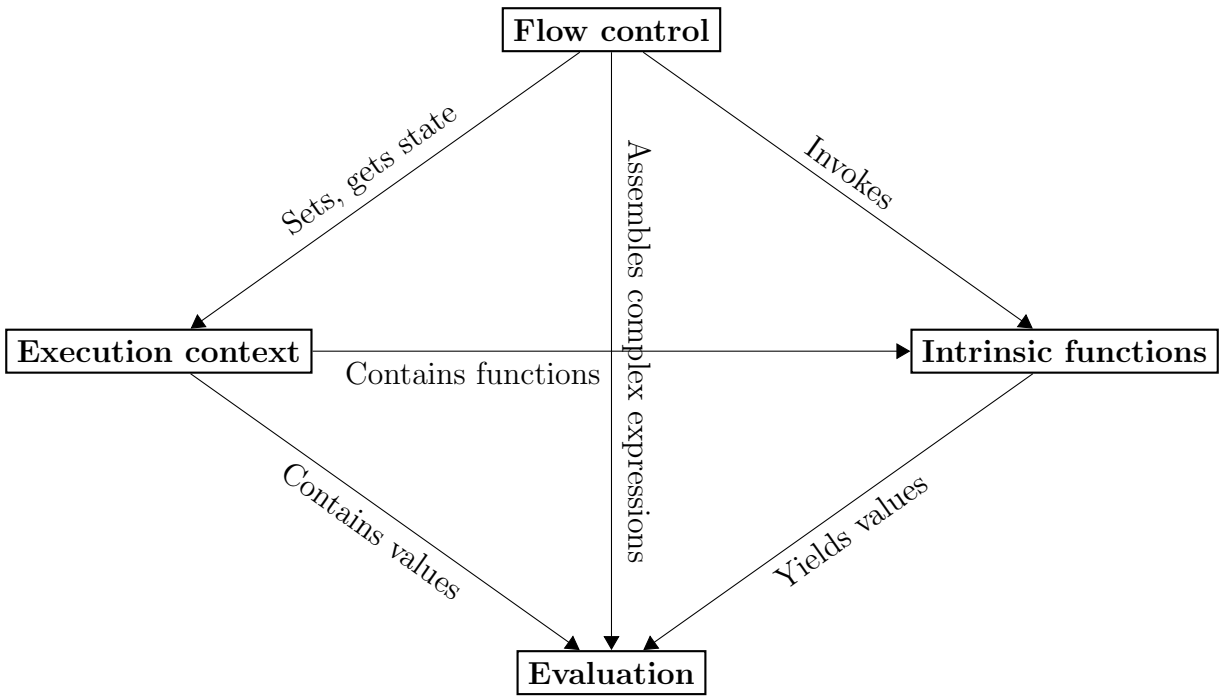 Flow control
Sets, gets state
Assembles complex expressions
Invokes
Execution context
Contains functions
Intrinsic functions
Contains values
Yields values
Evaluation